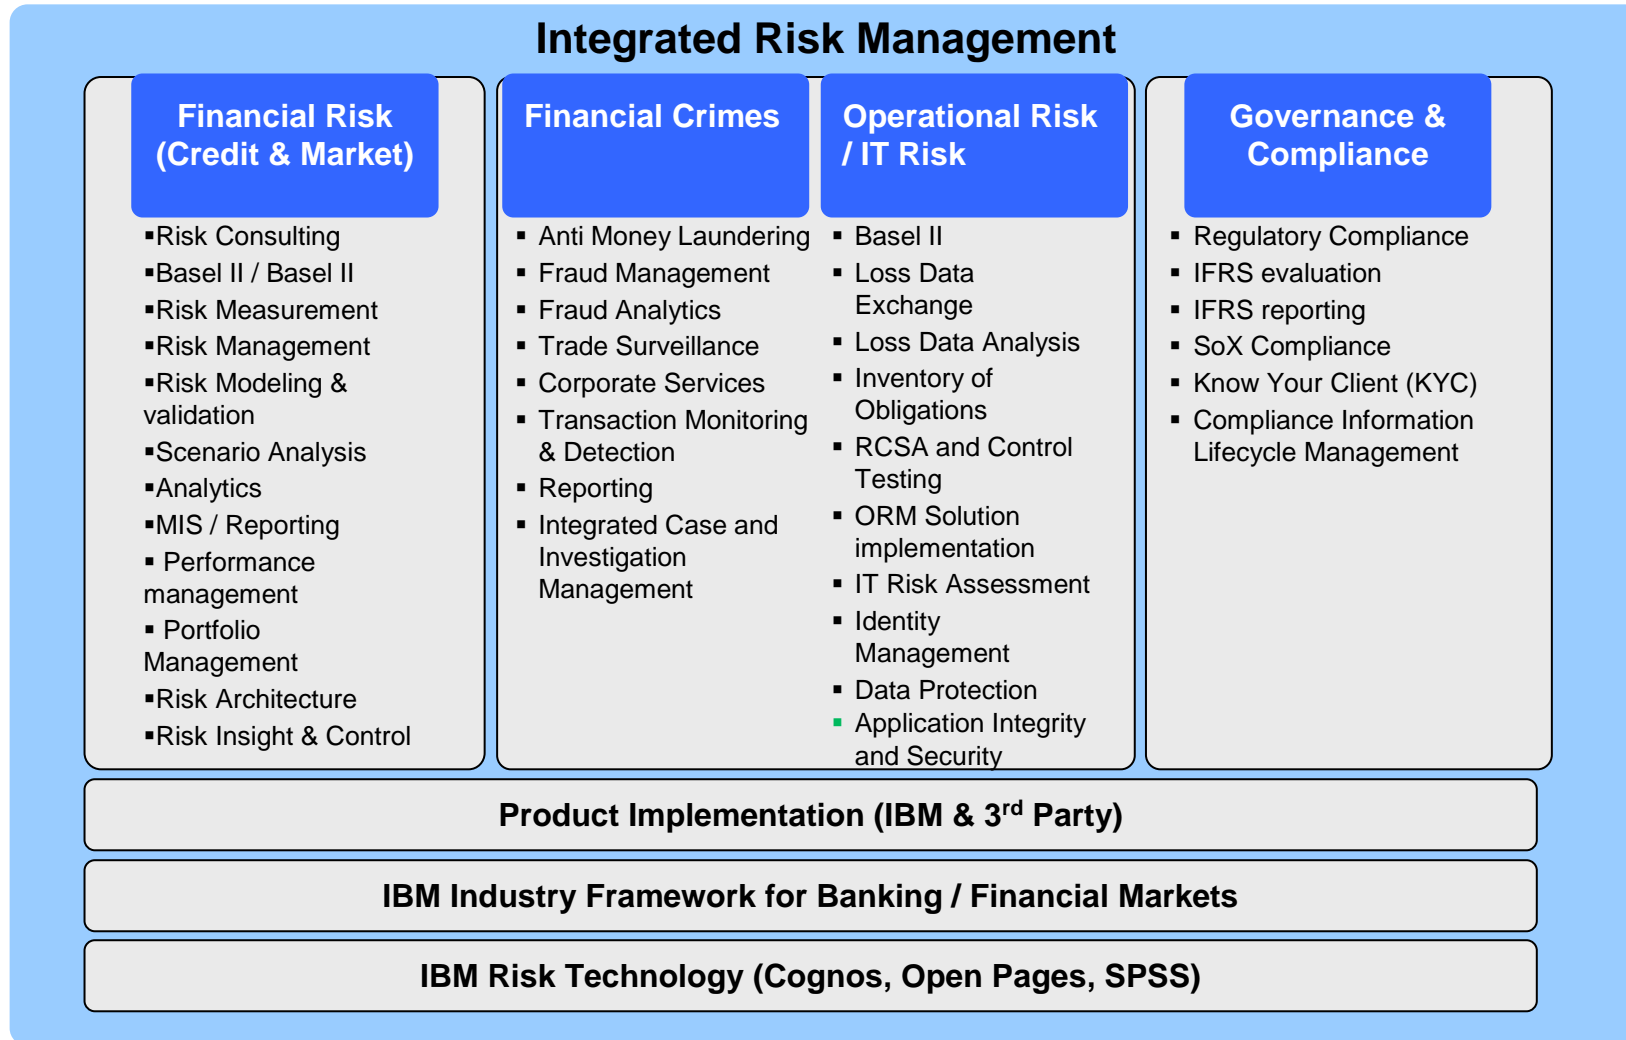 Integrated Risk Management
Financial Risk
(Credit & Market)
▪Risk Consulting
▪Basel II / Basel II
▪Risk Measurement
▪Risk Management
▪Risk Modeling &
validation
▪Scenario Analysis
▪Analytics
▪MIS / Reporting
▪ Performance
management
▪ Portfolio
Management
▪Risk Architecture
▪Risk Insight & Control
Financial Crimes
▪ Anti Money Laundering
▪ Fraud Management
▪ Fraud Analytics
▪ Trade Surveillance
▪ Corporate Services
▪ Transaction Monitoring
& Detection
▪ Reporting
▪ Integrated Case and
Investigation
Management
Operational Risk
/ IT Risk
▪ Basel II
▪ Loss Data
Exchange
▪ Loss Data Analysis
▪ Inventory of
Obligations
▪ RCSA and Control
Testing
▪ ORM Solution
implementation
▪ IT Risk Assessment
▪ Identity
Management
▪ Data Protection
▪ Application Integrity
and Security
Governance &
Compliance
▪ Regulatory Compliance
▪ IFRS evaluation
▪ IFRS reporting
▪ SoX Compliance
▪ Know Your Client (KYC)
▪ Compliance Information
Lifecycle Management
Product Implementation (IBM & 3rd Party)
IBM Industry Framework for Banking / Financial Markets
IBM Risk Technology (Cognos, Open Pages, SPSS)